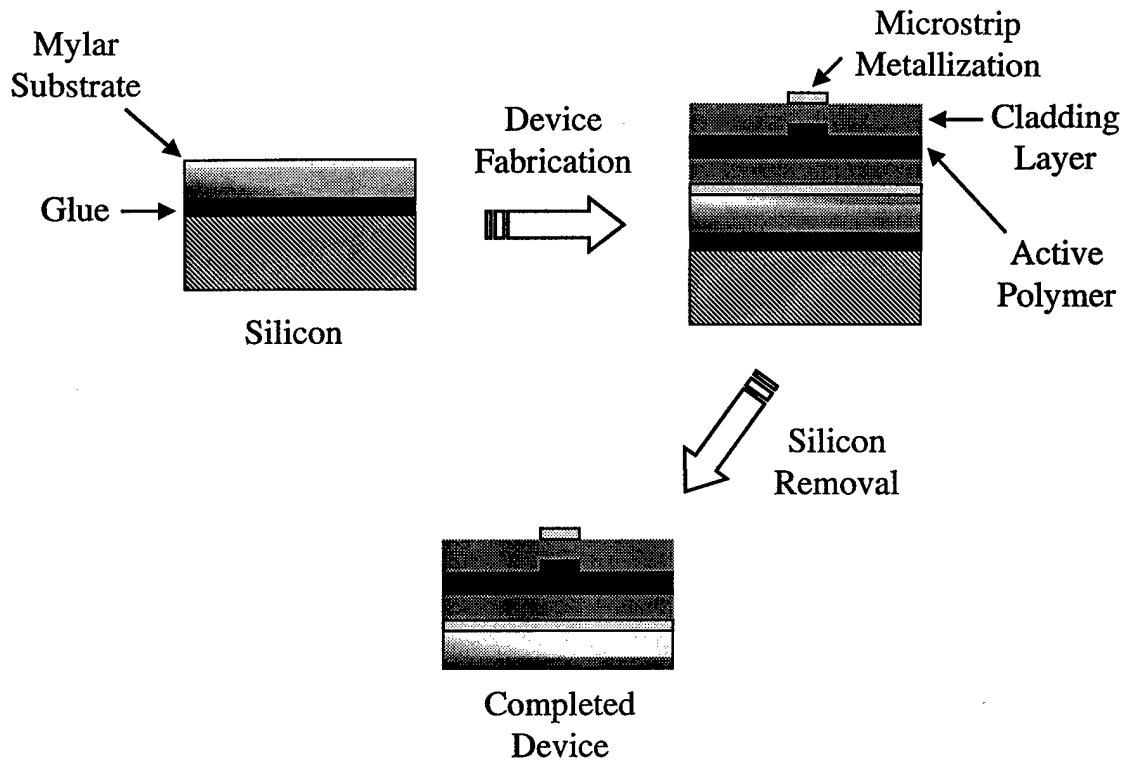 Mylar
Substrate
Glue
Silicon
Device
Fabrication
Microstrip
Metallization
Cladding
Layer
Active
Polymer
Silicon
Removal
Completed
Device